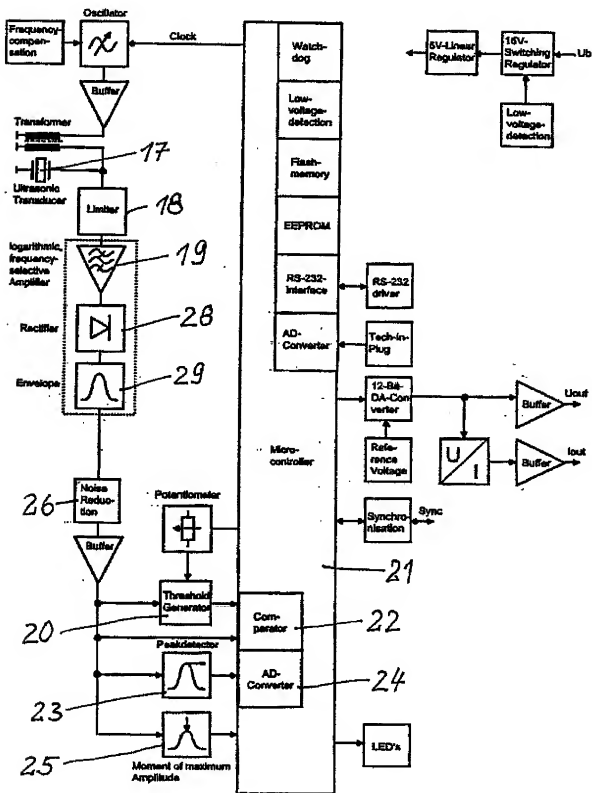 Frequency-
compen-
sation
Oscillator
Clock
Buffer
Transformer
17
Ultrasonic
Transducer
Limiter
18
logarithmic,
frequency-
selective
Amplifier
19
Rectifier
28
Envelope
29
Noise
Reduc-
tion
26
Buffer
Potentiometer
Threshold
Generator
20
Peakdetector
23
25
Moment of maximum
Amplitude
Watch-
dog
Low-
voltage-
detection
Flash-
memory
EEPROM
RS-232-
Interface
AD-
Converter
Micro-
controller
21
Com-
parator
22
AD-
Converter
24
5V-Linear
Regulator
15V-
Switching
Regulator
Ub
Low-
voltage-
detection
RS-232
driver
Tech-in-
Plug
12-Bit-
DA-Con-
verter
Reference
Voltage
Buffer
Uout
U
I
Buffer
Iout
Synchro-
nisation
Sync
LED's